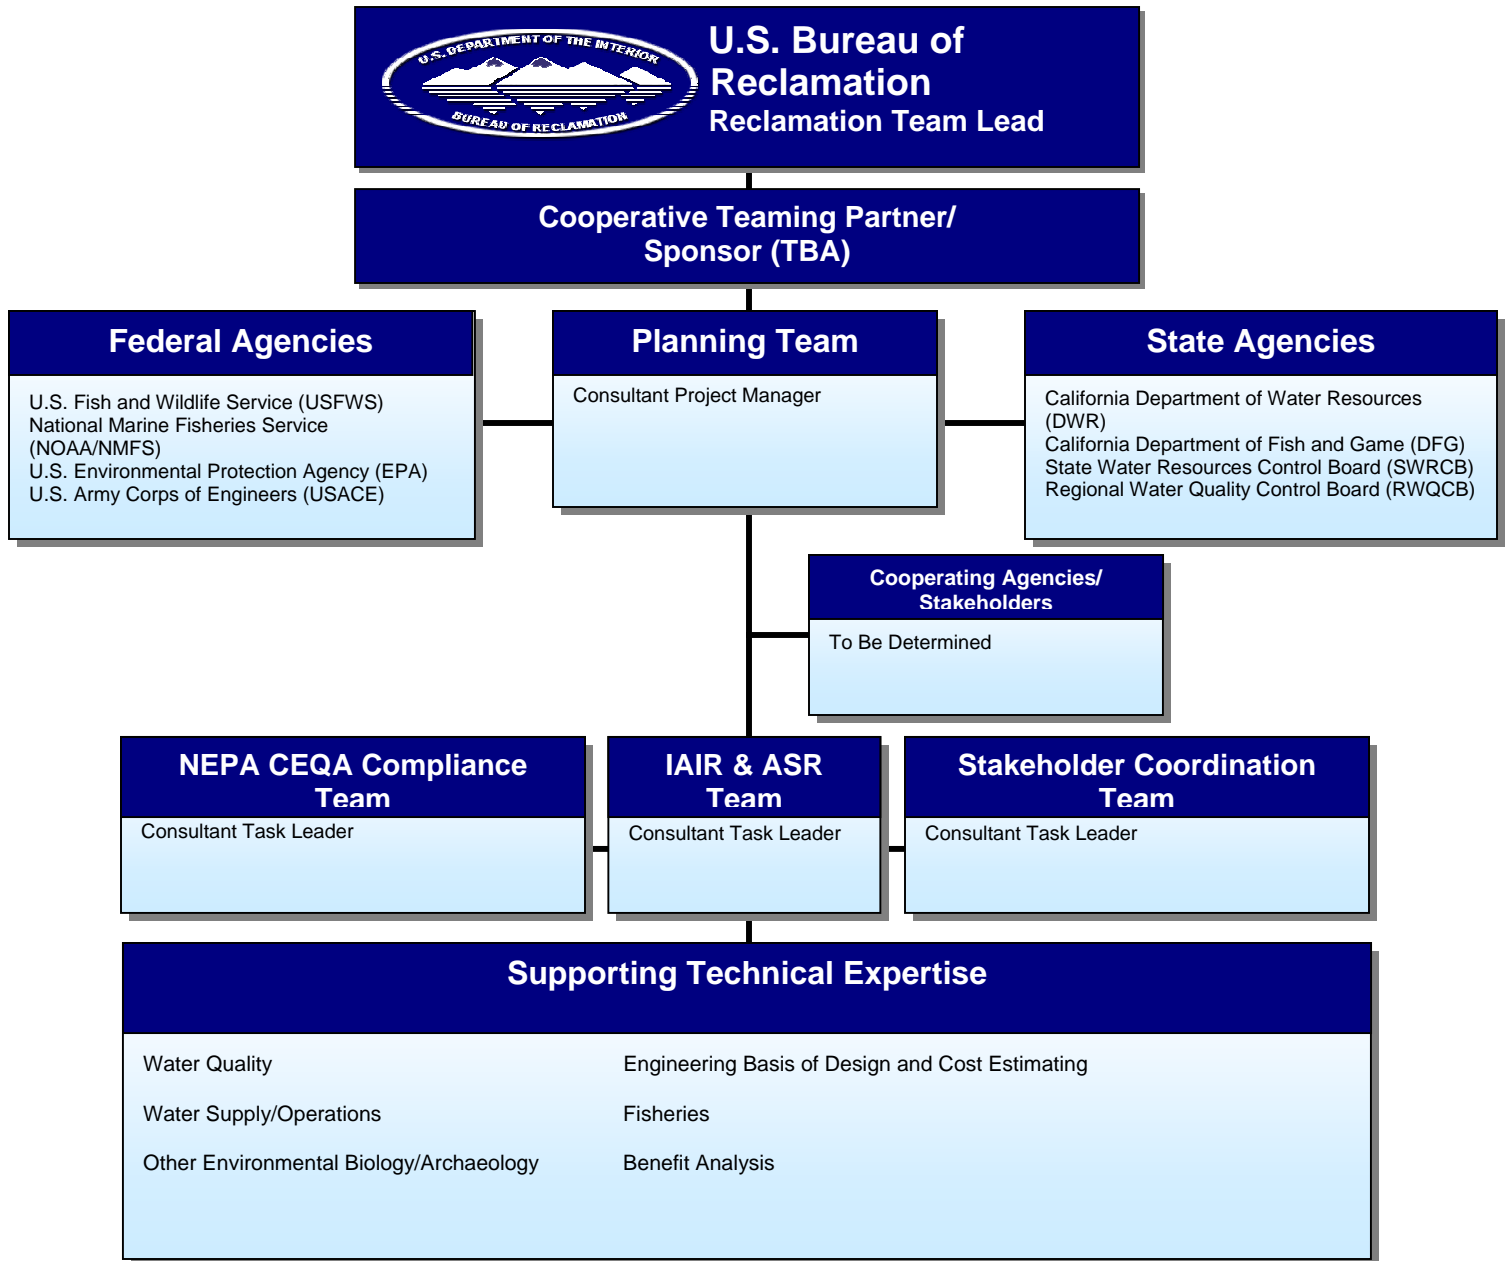 U.S. DEPARTMENT OF THE INTERIOR
BUREAU OF RECLAMATION
U.S. Bureau of
Reclamation
Reclamation Team Lead
Cooperative Teaming Partner/
Sponsor (TBA)
Federal Agencies
U.S. Fish and Wildlife Service (USFWS)
National Marine Fisheries Service
(NOAA/NMFS)
U.S. Environmental Protection Agency (EPA)
U.S. Army Corps of Engineers (USACE)
Planning Team
Consultant Project Manager
State Agencies
California Department of Water Resources
(DWR)
California Department of Fish and Game (DFG)
State Water Resources Control Board (SWRCB)
Regional Water Quality Control Board (RWQCB)
Cooperating Agencies/
Stakeholders
To Be Determined
NEPA CEQA Compliance
Team
Consultant Task Leader
IAIR & ASR
Team
Consultant Task Leader
Stakeholder Coordination
Team
Consultant Task Leader
Supporting Technical Expertise
Water Quality
Engineering Basis of Design and Cost Estimating
Water Supply/Operations
Fisheries
Other Environmental Biology/Archaeology
Benefit Analysis